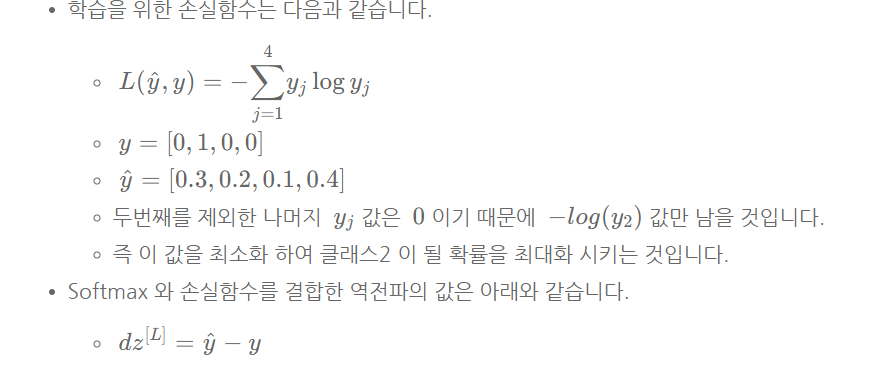 • 학습을 위한 손실함수는 다음과 같습니다.
◦ $L(\hat{y}, y) = -\sum_{j=1}^{4} y_j \log y_j$
◦ $y = [0, 1, 0, 0]$
◦ $\hat{y} = [0.3, 0.2, 0.1, 0.4]$
◦ 두번째를 제외한 나머지 $y_j$ 값은 $0$ 이기 때문에 $-log(y_2)$ 값만 남을 것입니다.
◦ 즉 이 값을 최소화 하여 클래스2 이 될 확률을 최대화 시키는 것입니다.
• Softmax 와 손실함수를 결합한 역전파의 값은 아래와 같습니다.
◦ $dz^{[L]} = \hat{y} - y$